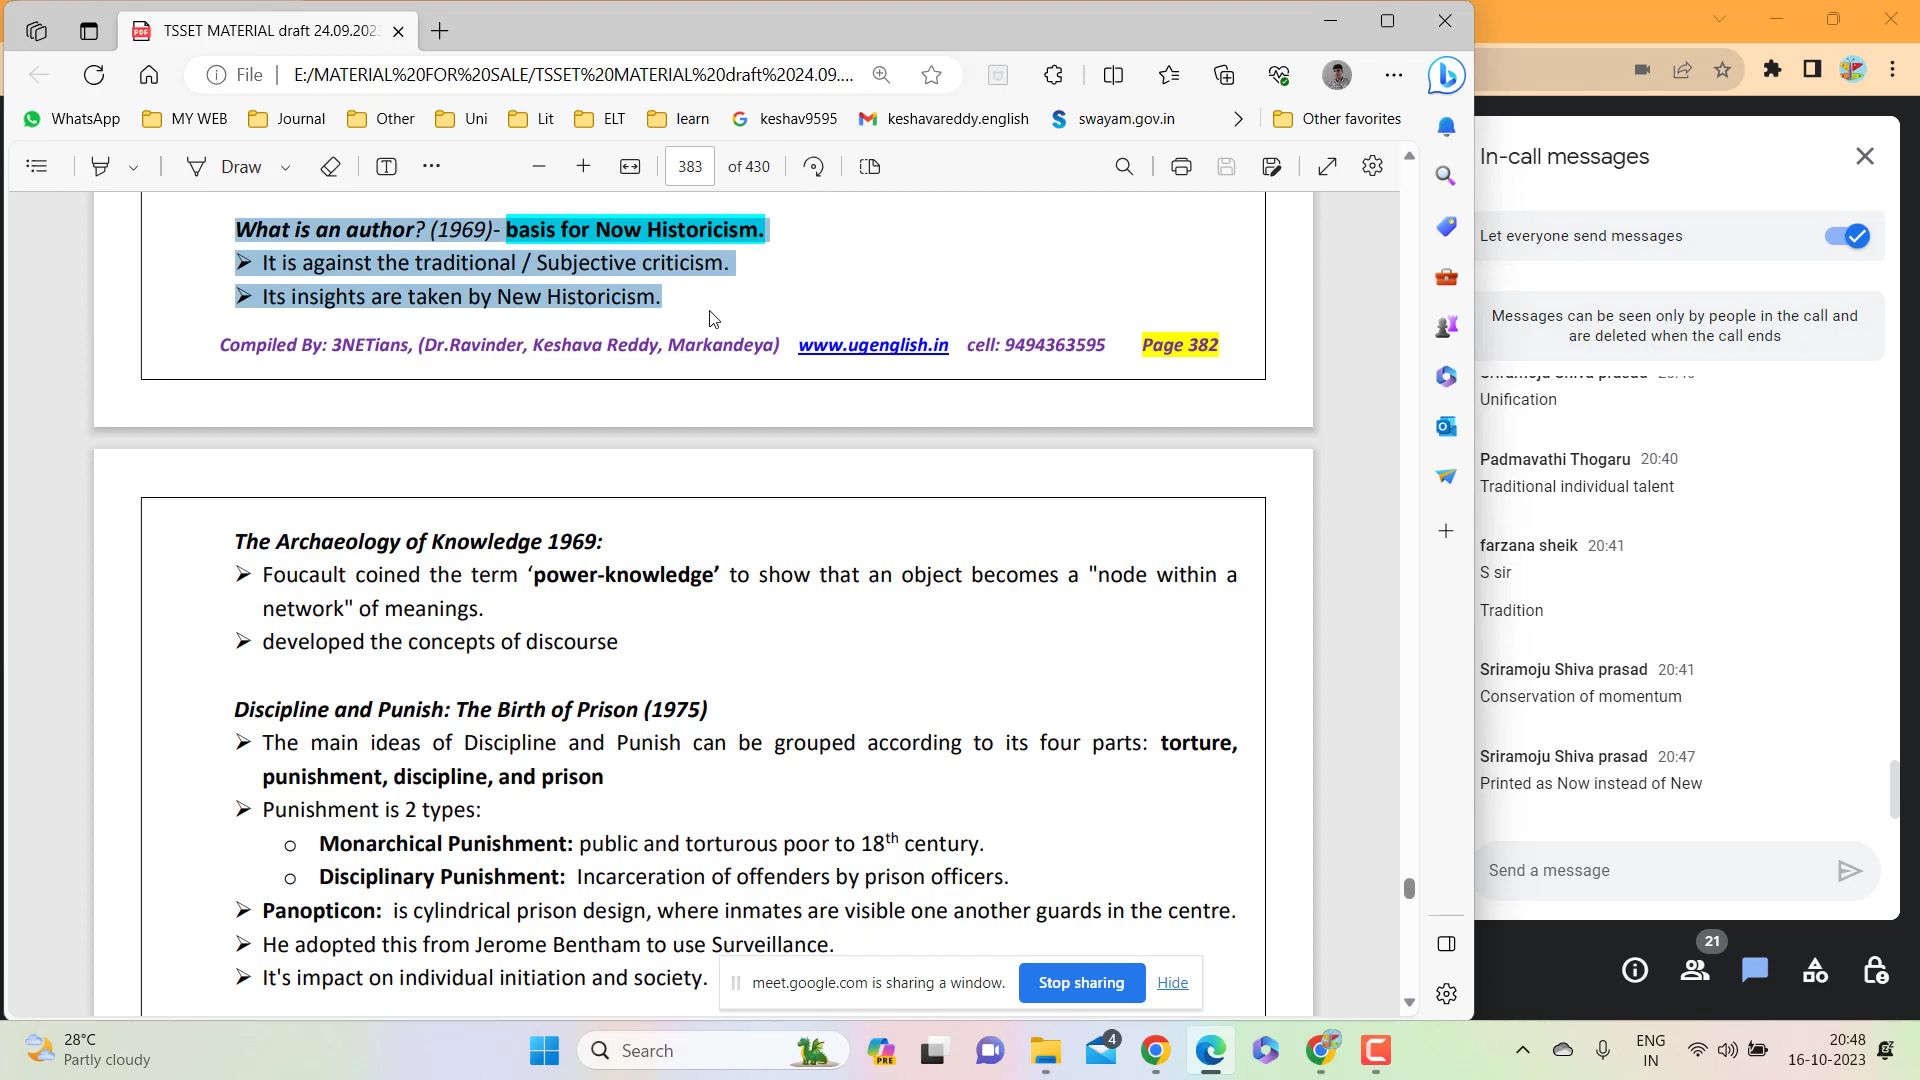 TSSET MATERIAL draft 24.09.202
File E:/MATERIAL%20FOR%20SALE/TSSET%20MATERIAL%20draft%2024.09....
WhatsApp MY WEB Journal Other Uni Lit ELT learn keshav9595 keshavareddy.english swayam.gov.in Other favorites
Draw 383 of 430
What is an author? (1969)- basis for Now Historicism.
➢ It is against the traditional / Subjective criticism.
➢ Its insights are taken by New Historicism.
Compiled By: 3NETians, (Dr.Ravinder, Keshava Reddy, Markandeya) www.ugenglish.in cell: 9494363595 Page 382
The Archaeology of Knowledge 1969:
➢ Foucault coined the term ‘power-knowledge’ to show that an object becomes a "node within a
network" of meanings.
➢ developed the concepts of discourse
Discipline and Punish: The Birth of Prison (1975)
➢ The main ideas of Discipline and Punish can be grouped according to its four parts: torture,
punishment, discipline, and prison
➢ Punishment is 2 types:
o Monarchical Punishment: public and torturous poor to 18th century.
o Disciplinary Punishment: Incarceration of offenders by prison officers.
➢ Panopticon: is cylindrical prison design, where inmates are visible one another guards in the centre.
➢ He adopted this from Jerome Bentham to use Surveillance.
➢ It's impact on individual initiation and society.
meet.google.com is sharing a window. Stop sharing Hide
In-call messages
Let everyone send messages
Messages can be seen only by people in the call and
are deleted when the call ends
Unification
Padmavathi Thogaru 20:40
Traditional individual talent
farzana sheik 20:41
S sir
Tradition
Sriramoju Shiva prasad 20:41
Conservation of momentum
Sriramoju Shiva prasad 20:47
Printed as Now instead of New
Send a message
21
28°C
Partly cloudy
Search
PRE
4
ENG
IN
20:48
16-10-2023